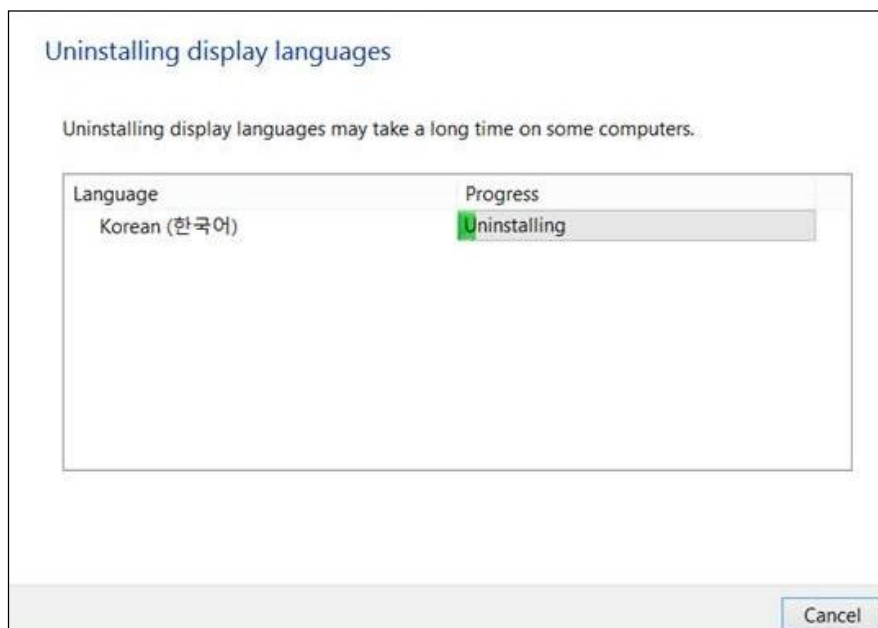 Uninstalling display languages
Uninstalling display languages may take a long time on some computers.
Language Progress
Korean (한국어) Uninstalling
Cancel